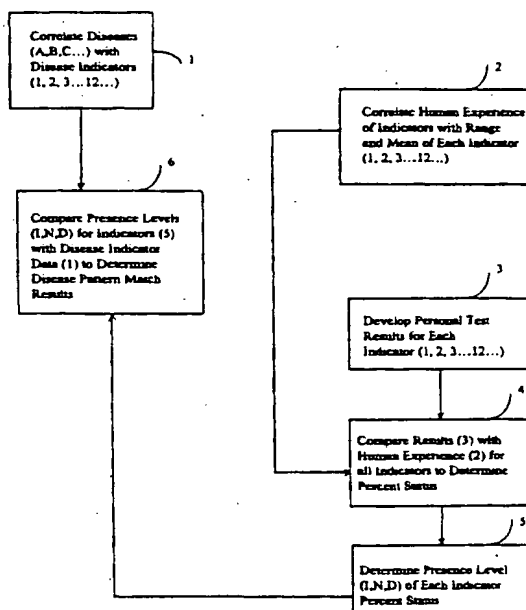 Correlate Diseases
(A,B,C...) with
Disease Indicators
(1, 2, 3...12...)
1
2
Correlate Human Experience
of Indicators with Range
and Mean of Each Indicator
(1, 2, 3...12...)
6
Compare Presence Levels
(I,N,D) for Indicators (5)
with Disease Indicator
Data (1) to Determine
Disease Pattern Match
Results
3
Develop Personal Test
Results for Each
Indicator (1, 2, 3...12...)
4
Compare Results (3) with
Human Experience (2) for
all Indicators to Determine
Percent Status
5
Determine Presence Level
(I,N,D) of Each Indicator
Percent Status